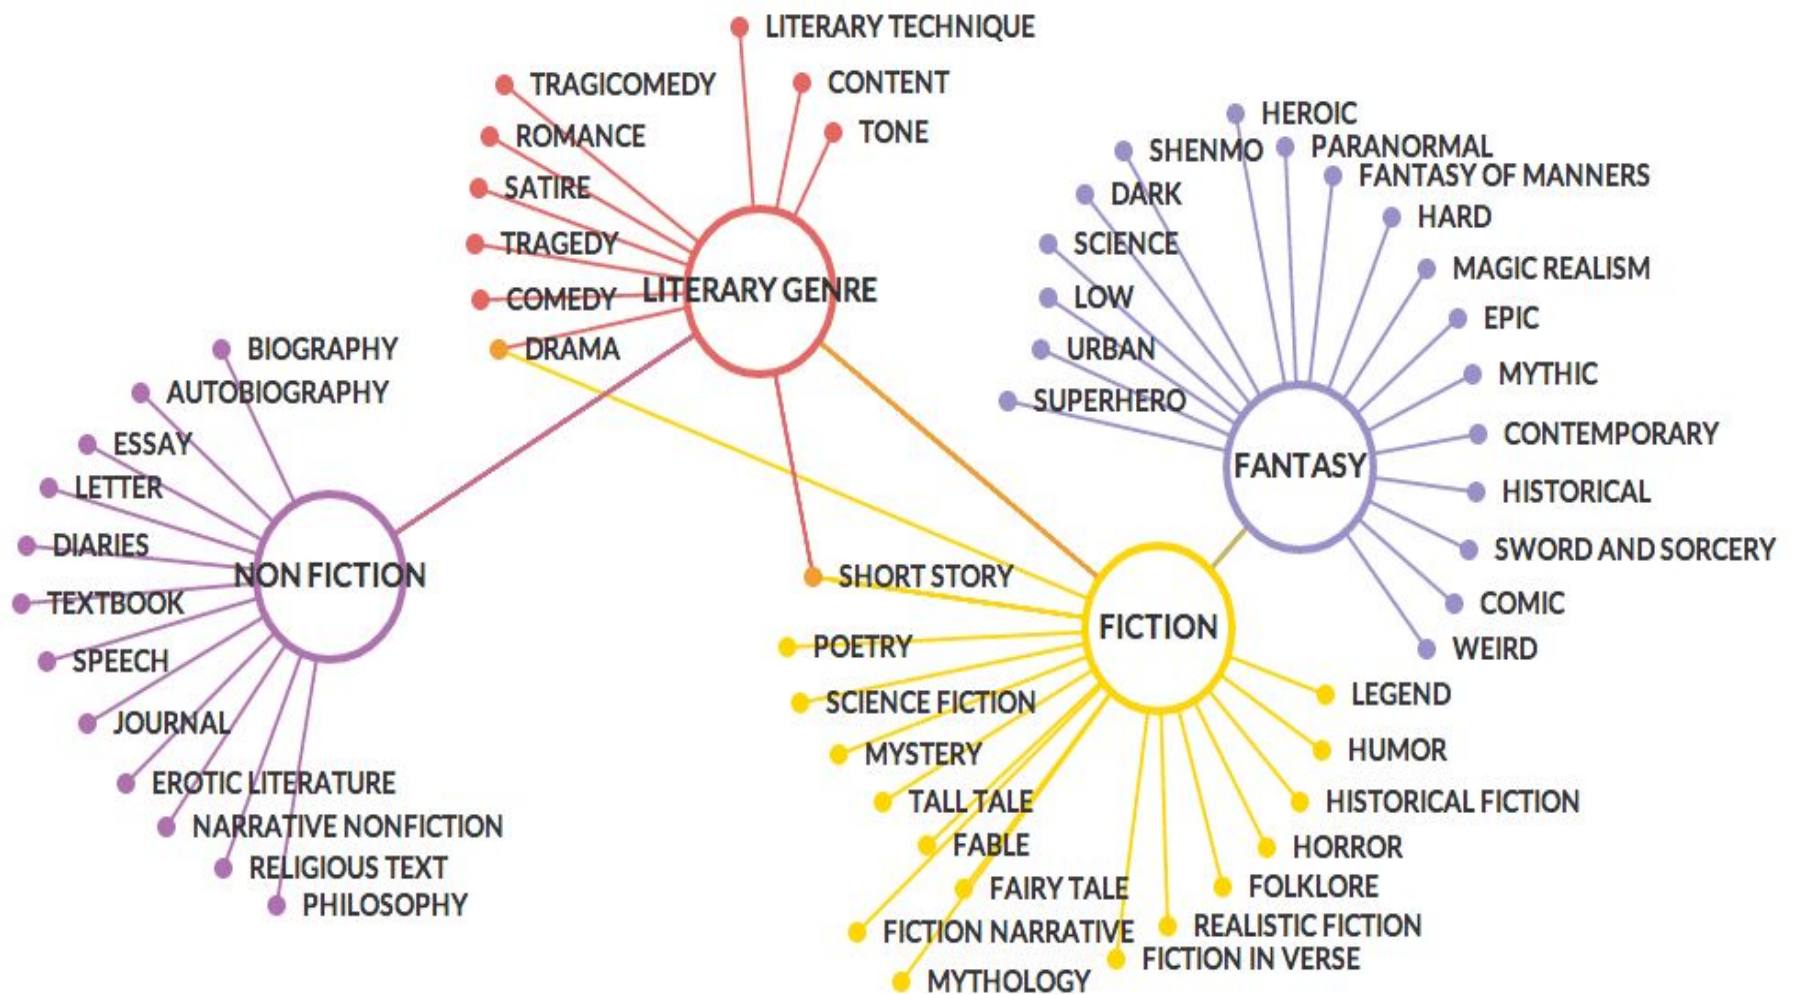 LITERARY TECHNIQUE
TRAGICOMEDY
CONTENT
ROMANCE
TONE
SATIRE
TRAGEDY
COMEDY
LITERARY GENRE
DRAMA
HEROIC
SHENMO
PARANORMAL
FANTASY OF MANNERS
DARK
HARD
SCIENCE
MAGIC REALISM
LOW
EPIC
URBAN
MYTHIC
SUPERHERO
CONTEMPORARY
FANTASY
HISTORICAL
SWORD AND SORCERY
COMIC
WEIRD
BIOGRAPHY
AUTOBIOGRAPHY
ESSAY
LETTER
DIARIES
NON FICTION
TEXTBOOK
SPEECH
JOURNAL
EROTIC LITERATURE
NARRATIVE NONFICTION
RELIGIOUS TEXT
PHILOSOPHY
SHORT STORY
FICTION
POETRY
LEGEND
SCIENCE FICTION
HUMOR
MYSTERY
TALL TALE
HISTORICAL FICTION
FABLE
HORROR
FAIRY TALE
FOLKLORE
FICTION NARRATIVE
REALISTIC FICTION
FICTION IN VERSE
MYTHOLOGY